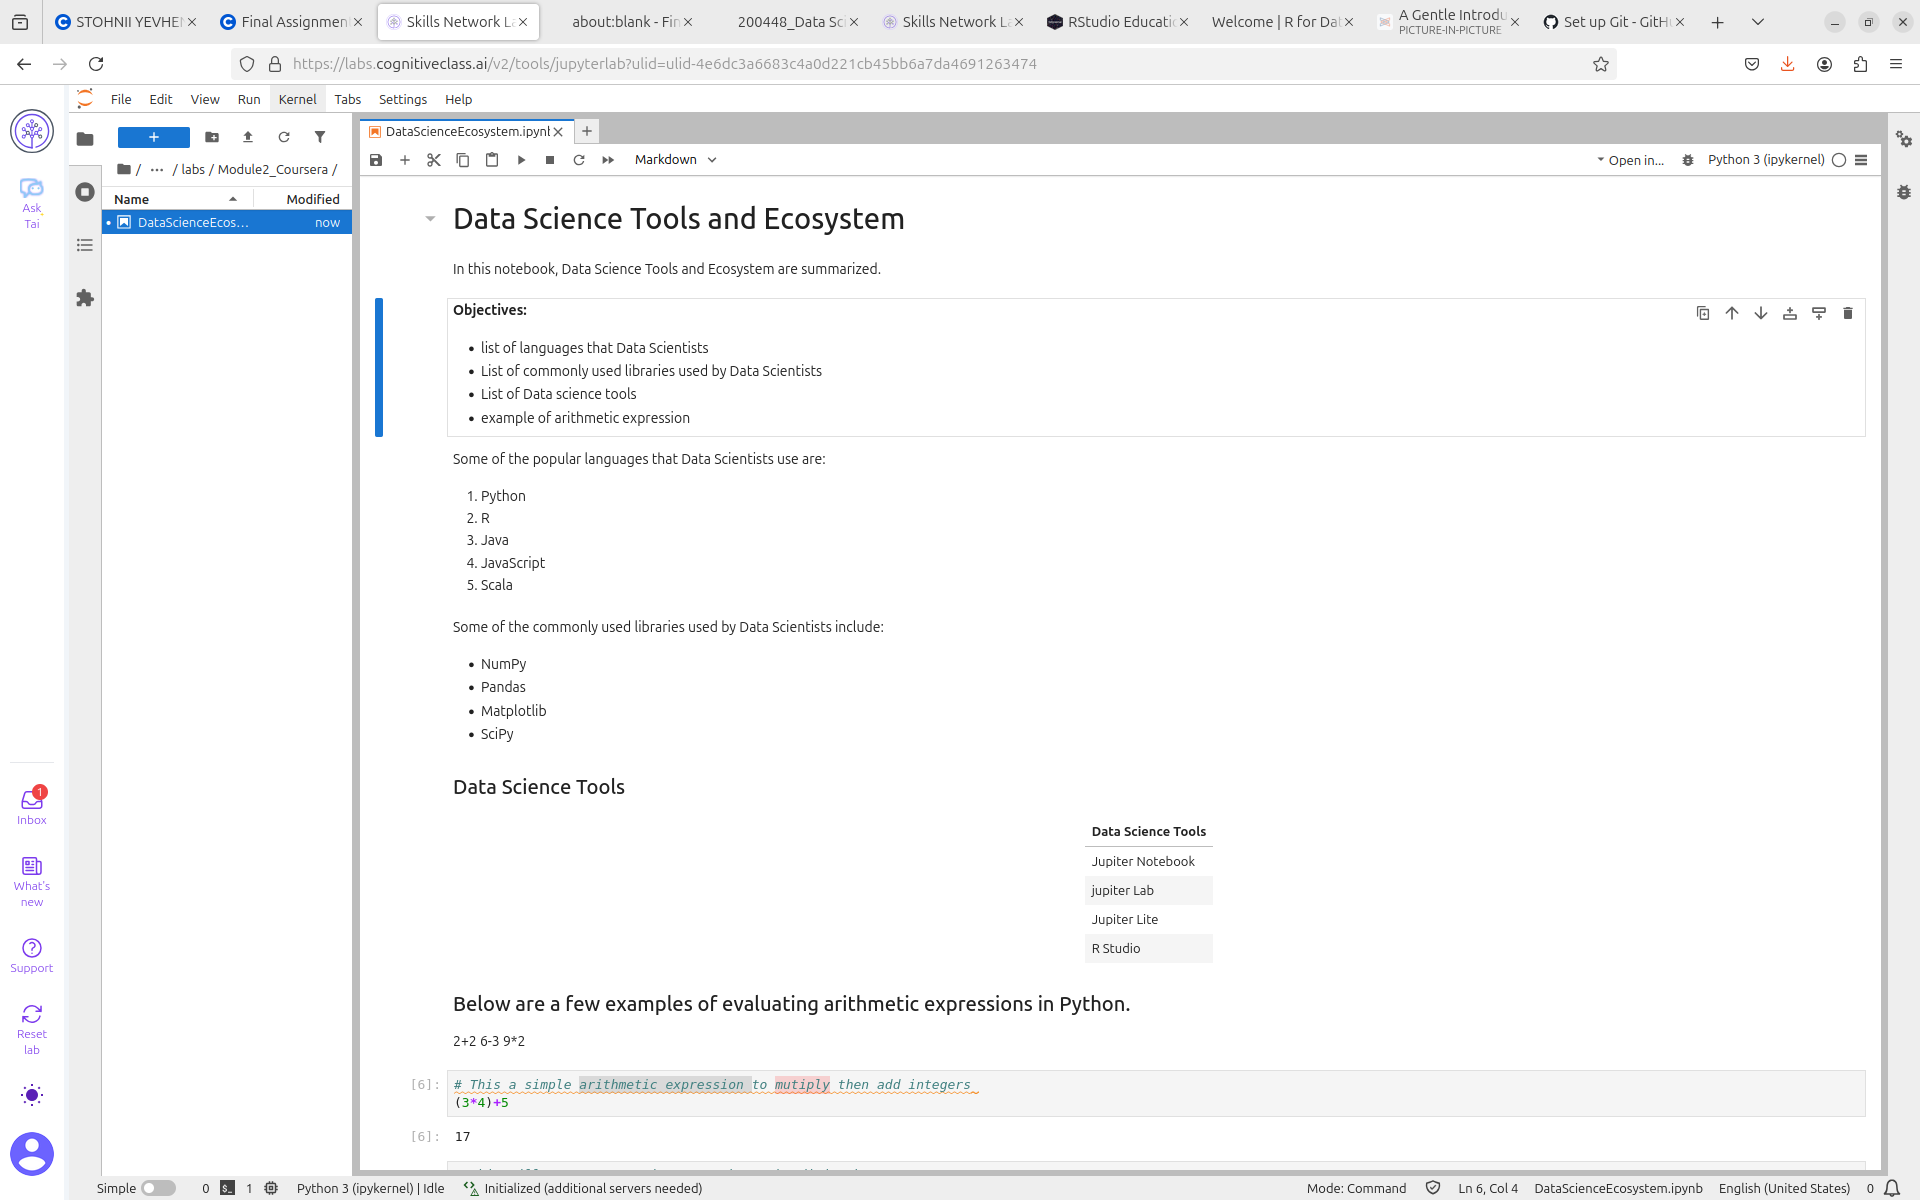 STOHNII YEVHEN
Final Assignment
Skills Network La
about:blank - Fin
200448_Data Sci
Skills Network La
RStudio Educatio
Welcome | R for Dat
A Gentle Introdu
PICTURE-IN-PICTURE
Set up Git - GitHu
https://labs.cognitiveclass.ai/v2/tools/jupyterlab?ulid=ulid-4e6dc3a6683c4a0d221cb45bb6a7da4691263474
File Edit View Run Kernel Tabs Settings Help
Ask
Tai
/ ··· / labs / Module2_Coursera /
Name Modified
DataScienceEcos... now
DataScienceEcosystem.ipynb
Markdown
Open in...
Python 3 (ipykernel)
Data Science Tools and Ecosystem
In this notebook, Data Science Tools and Ecosystem are summarized.
Objectives:
• list of languages that Data Scientists
• List of commonly used libraries used by Data Scientists
• List of Data science tools
• example of arithmetic expression
Some of the popular languages that Data Scientists use are:
1. Python
2. R
3. Java
4. JavaScript
5. Scala
Some of the commonly used libraries used by Data Scientists include:
• NumPy
• Pandas
• Matplotlib
• SciPy
Data Science Tools
Data Science Tools
Jupiter Notebook
jupiter Lab
Jupiter Lite
R Studio
Below are a few examples of evaluating arithmetic expressions in Python.
2+2 6-3 9*2
[6]: # This a simple arithmetic expression to mutiply then add integers
(3*4)+5
[6]: 17
1
Inbox
What's
new
Support
Reset
lab
Simple 0 1 Python 3 (ipykernel) | Idle Initialized (additional servers needed) Mode: Command Ln 6, Col 4 DataScienceEcosystem.ipynb English (United States) 0